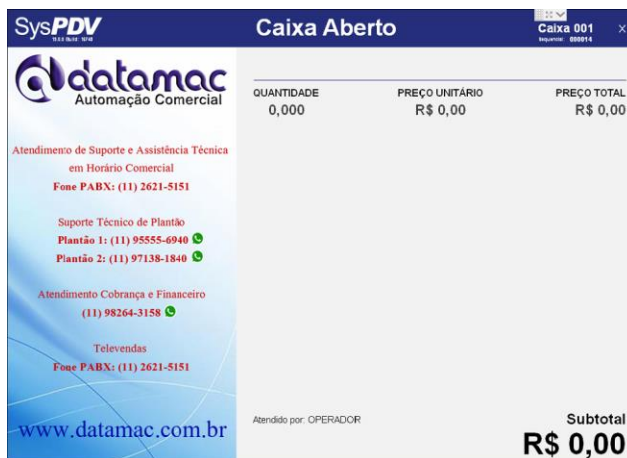 SysPDV
Caixa Aberto
Caixa 001
X
datamac
Automação Comercial
QUANTIDADE
PREÇO UNITÁRIO
PREÇO TOTAL
0,000
R$ 0,00
R$ 0,00
Atendimento de Suporte e Assistência Técnica
em Horário Comercial
Fone PABX: (11) 2621-5151
Suporte Técnico de Plantão
Plantão 1: (11) 95555-6940
Plantão 2: (11) 97138-1840
Atendimento Cobrança e Financeiro
(11) 98264-3158
Televendas
Fone PABX: (11) 2621-5151
www.datamac.com.br
Atendido por: OPERADOR
Subtotal
R$ 0,00